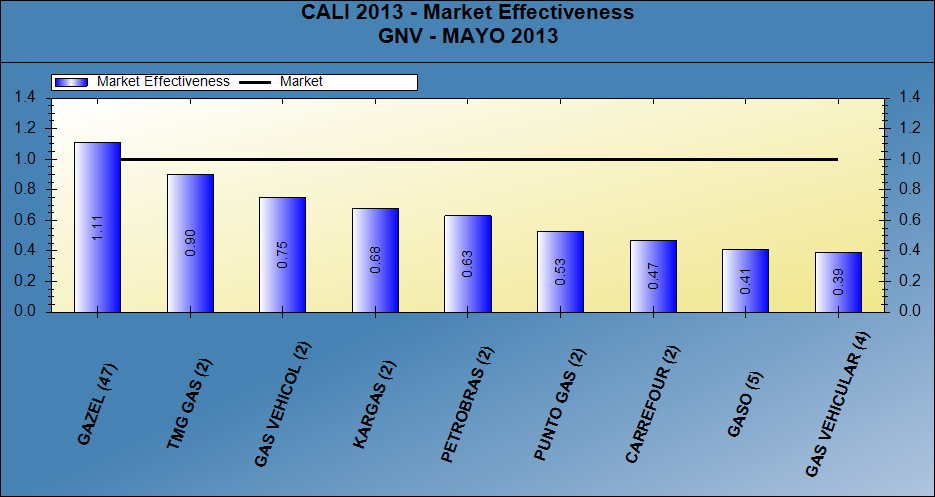 CALI 2013 - Market Effectiveness
GNV - MAYO 2013
Market Effectiveness Market
1.4 1.4
1.2 1.2
1.0 1.0
0.8 0.8
0.6 0.6
0.4 0.4
0.2 0.2
0.0 0.0
1.11 0.90 0.75 0.68 0.63 0.53 0.47 0.41 0.39
GAZEL (47)
TMG GAS (2)
GAS VEHICOL (2)
KARGAS (2)
PETROBRAS (2)
PUNTO GAS (2)
CARREFOUR (2)
GASO (5)
GAS VEHICULAR (4)